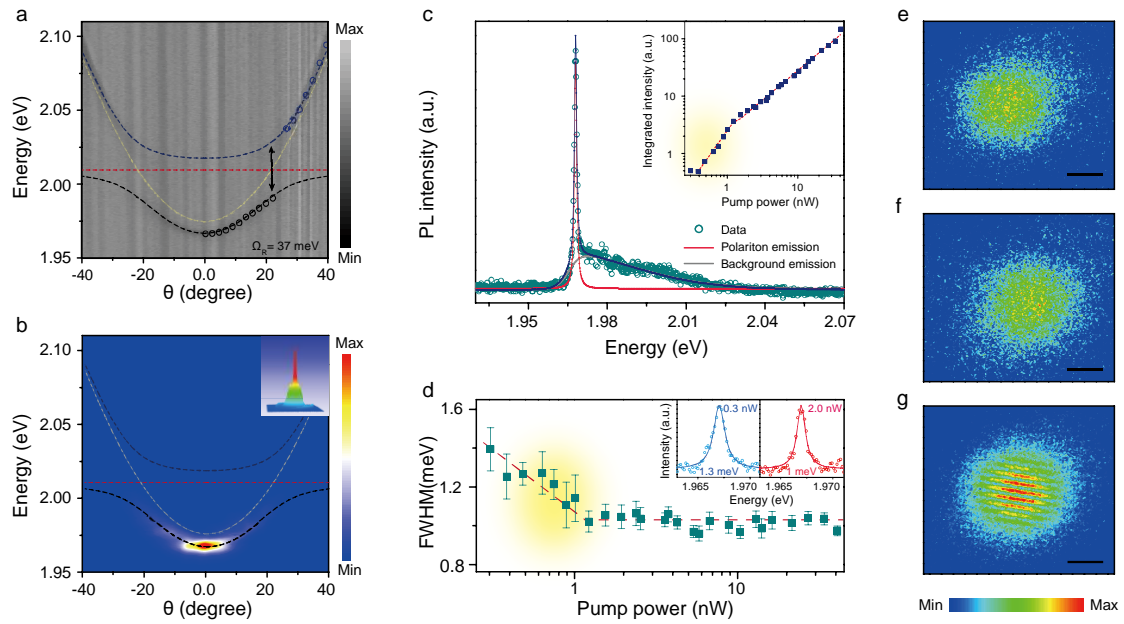 a
Energy (eV)
2.10
2.05
2.00
1.95
-40
-20
0.0
20
40
θ (degree)
Ω_R = 37 meV
Max
Min
b
Energy (eV)
2.10
2.05
2.00
1.95
-40
-20
0.0
20
40
θ (degree)
Max
Min
c
PL intensity (a.u.)
1.95
1.98
2.01
2.04
2.07
Energy (eV)
Integrated intensity (a.u.)
100
10
1
1
10
Pump power (nW)
Data
Polariton emission
Background emission
d
FWHM(meV)
1.6
1.2
0.8
1
10
Pump power (nW)
Intensity (a.u.)
0.3 nW
1.3 meV
2.0 nW
1 meV
1.965
1.970
1.965
1.970
Energy (eV)
e
f
g
Min
Max